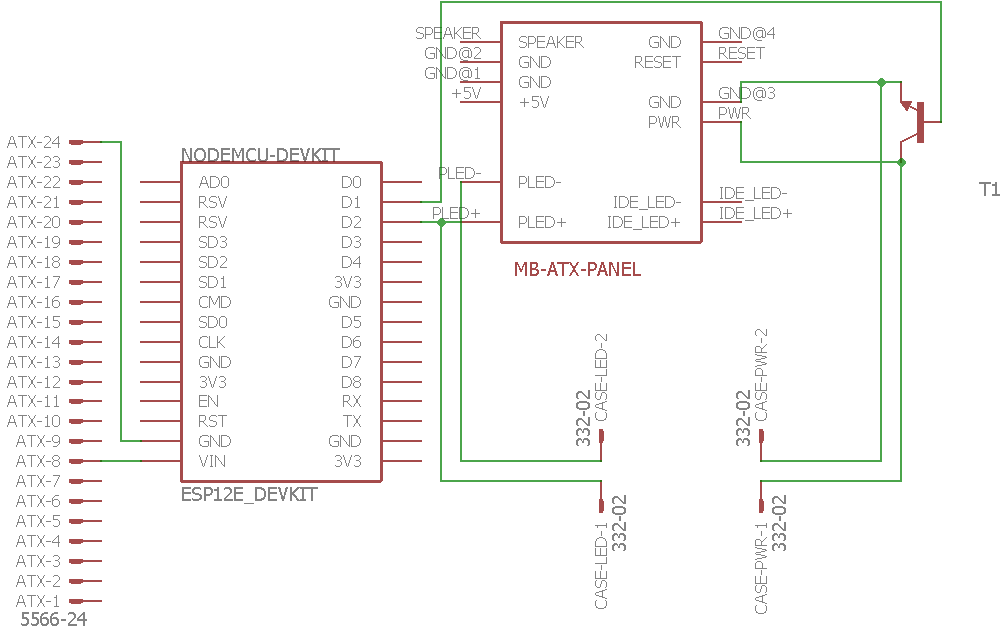 ATX-24
ATX-23
ATX-22
ATX-21
ATX-20
ATX-19
ATX-18
ATX-17
ATX-16
ATX-15
ATX-14
ATX-13
ATX-12
ATX-11
ATX-10
ATX-9
ATX-8
ATX-7
ATX-6
ATX-5
ATX-4
ATX-3
ATX-2
ATX-1
5566-24
NODEMCU-DEVKIT
AD0
RSV
RSV
SD3
SD2
SD1
CMD
SD0
CLK
GND
3V3
EN
RST
GND
VIN
D0
D1
D2
D3
D4
3V3
GND
D5
D6
D7
D8
RX
TX
GND
3V3
ESP12E_DEVKIT
SPEAKER
GND@2
GND@1
+5V
PLED-
PLED+
SPEAKER
GND
GND
+5V
PLED-
PLED+
GND
RESET
GND
PWR
IDE_LED-
IDE_LED+
GND@4
RESET
GND@3
PWR
IDE_LED-
IDE_LED+
MB-ATX-PANEL
T1
332-02
CASE-LED-2
332-02
CASE-PWR-2
CASE-LED-1
332-02
CASE-PWR-1
332-02